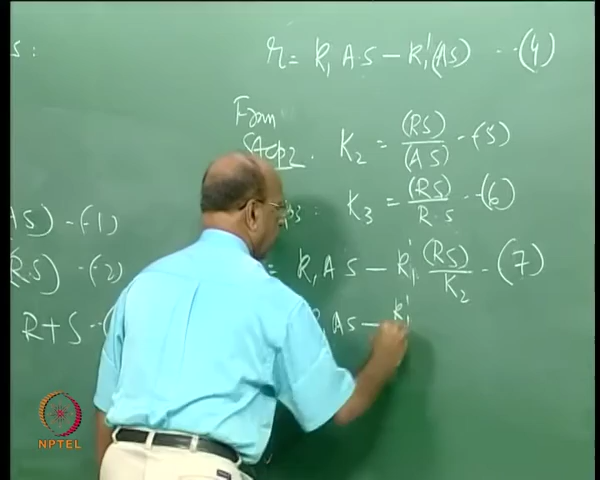 s :
r = k₁ A·S – k₁'(AS) --(4)
From
Step 2. K₂ = (RS)/(AS) --(5)
K₃ = (RS)/R·S --(6)
AS) --(1)
= k₁ A S – k₁' (RS)/K₂ --(7)
R·S) --(2)
R + S --(
AS – k₁'
NPTEL